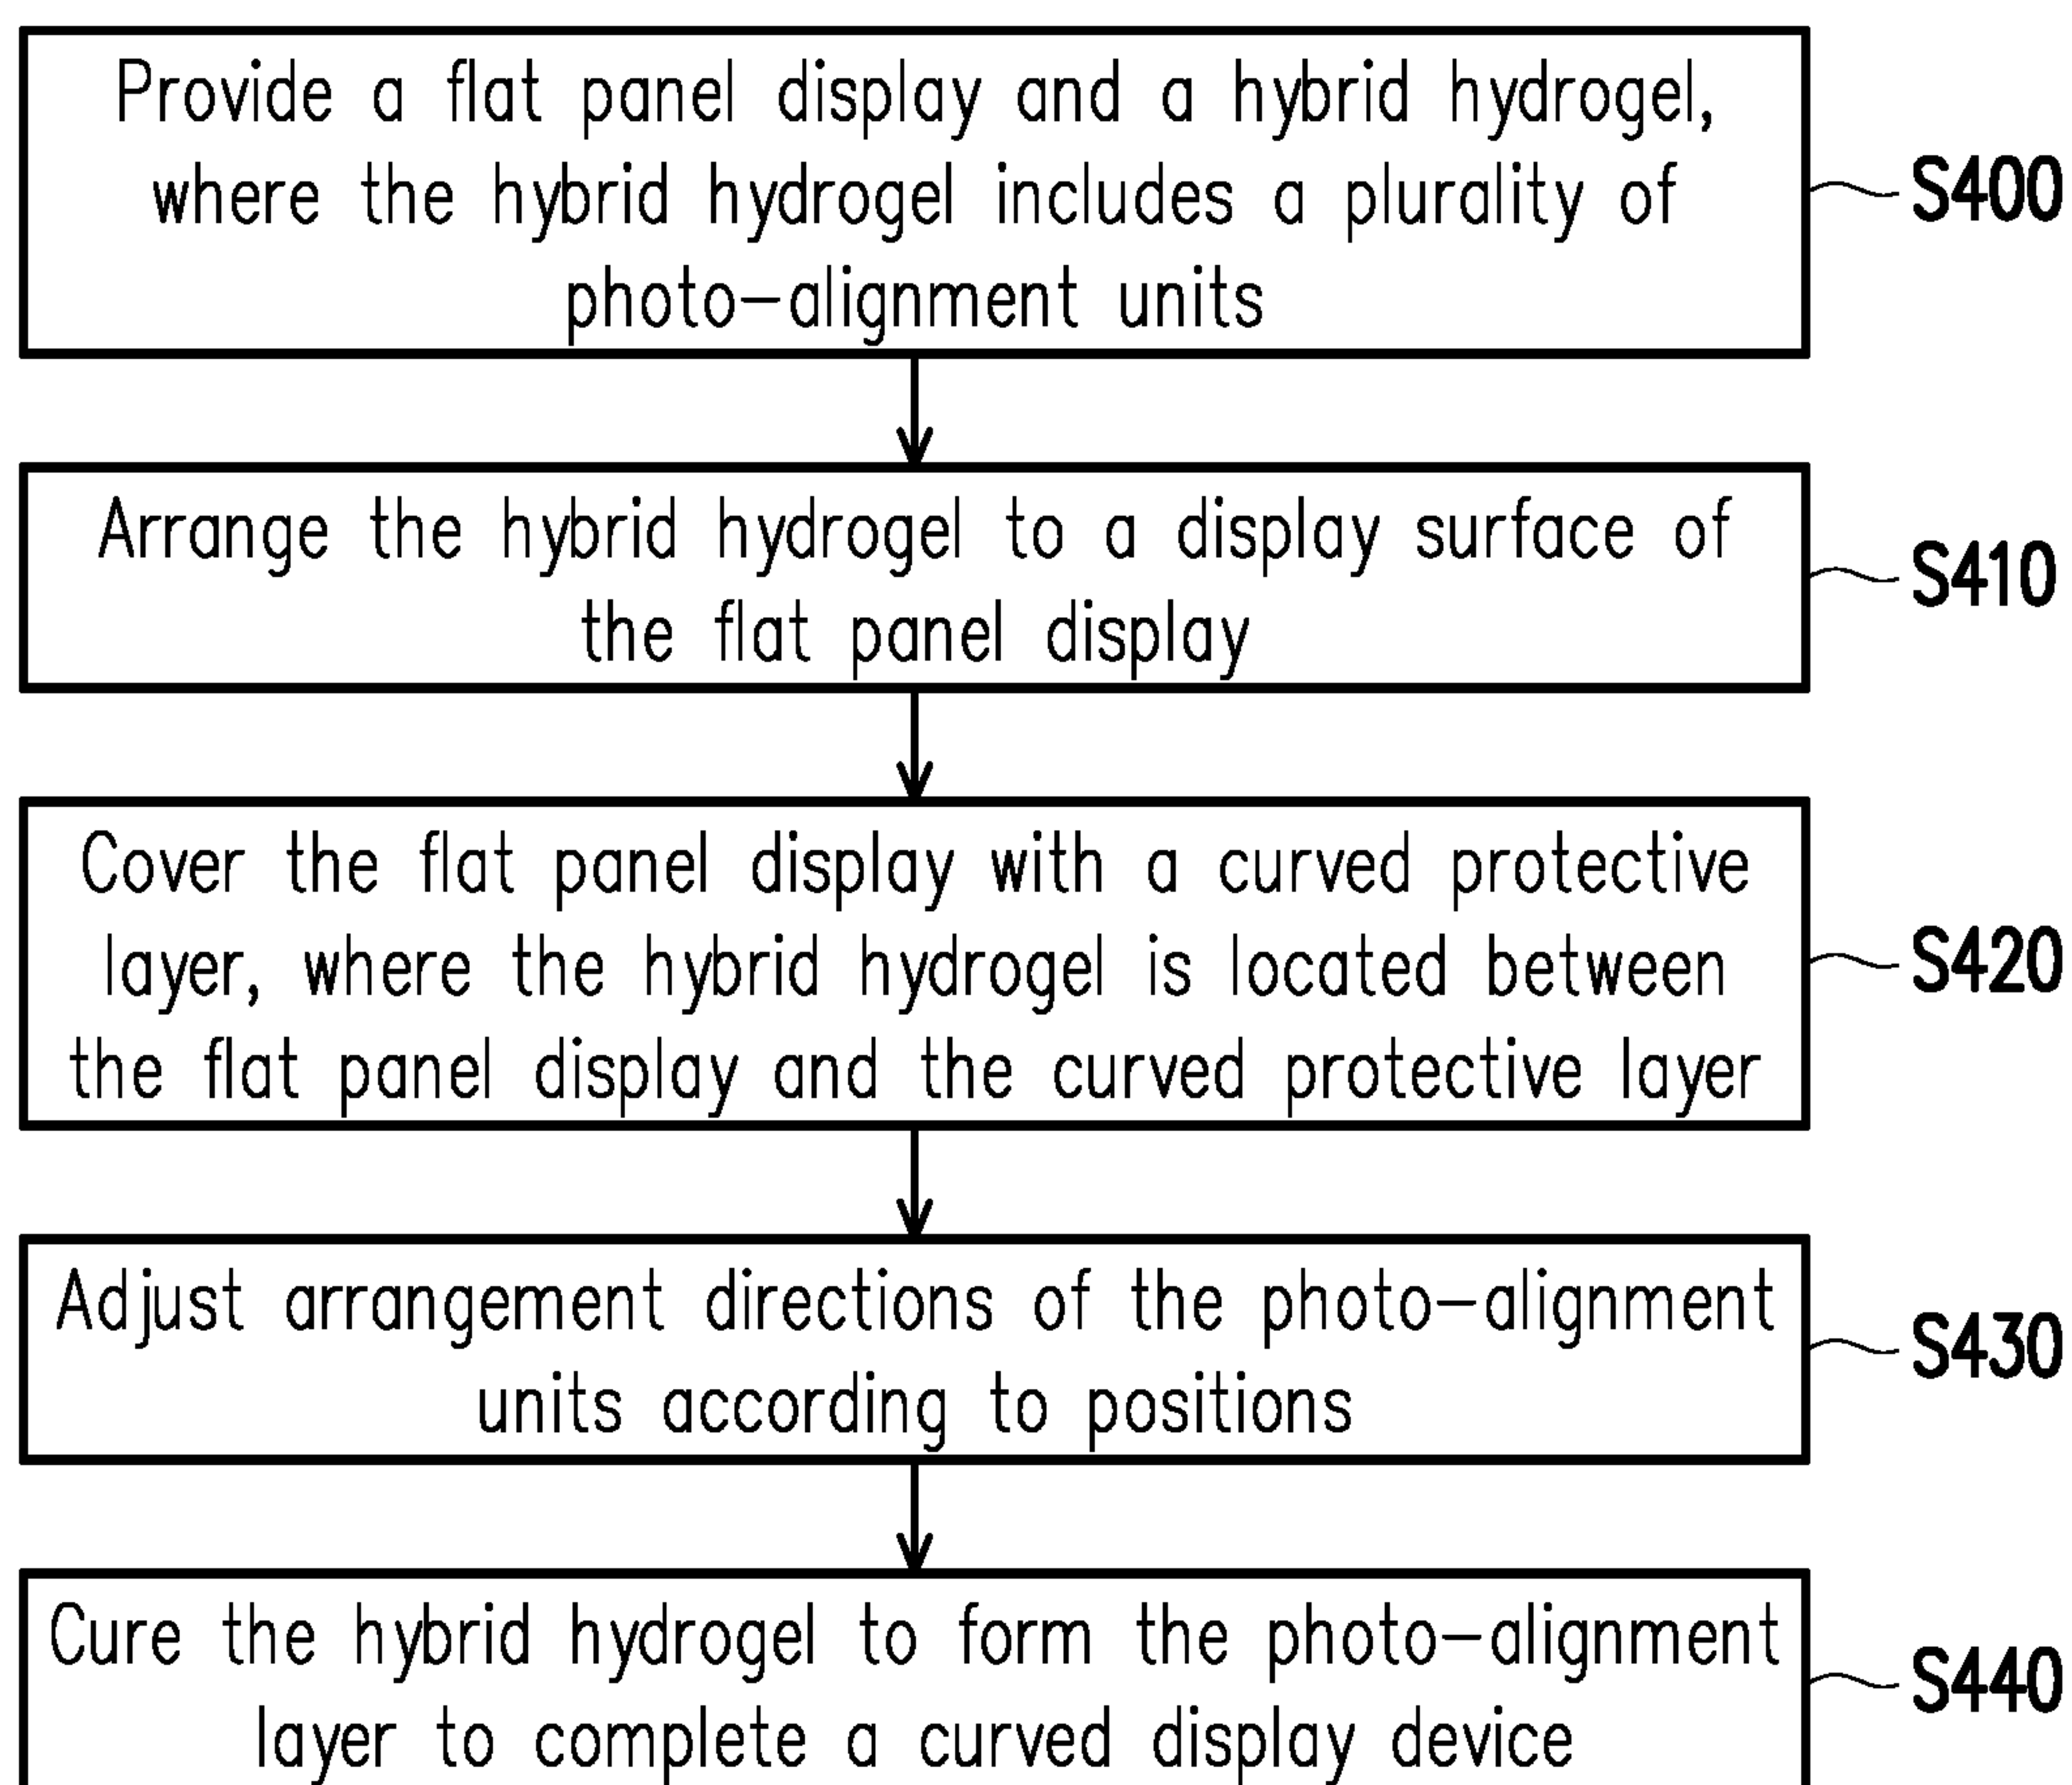 Provide a flat panel display and a hybrid hydrogel,
where the hybrid hydrogel includes a plurality of
photo-alignment units
S400
Arrange the hybrid hydrogel to a display surface of
the flat panel display
S410
Cover the flat panel display with a curved protective
layer, where the hybrid hydrogel is located between
the flat panel display and the curved protective layer
S420
Adjust arrangement directions of the photo-alignment
units according to positions
S430
Cure the hybrid hydrogel to form the photo-alignment
layer to complete a curved display device
S440